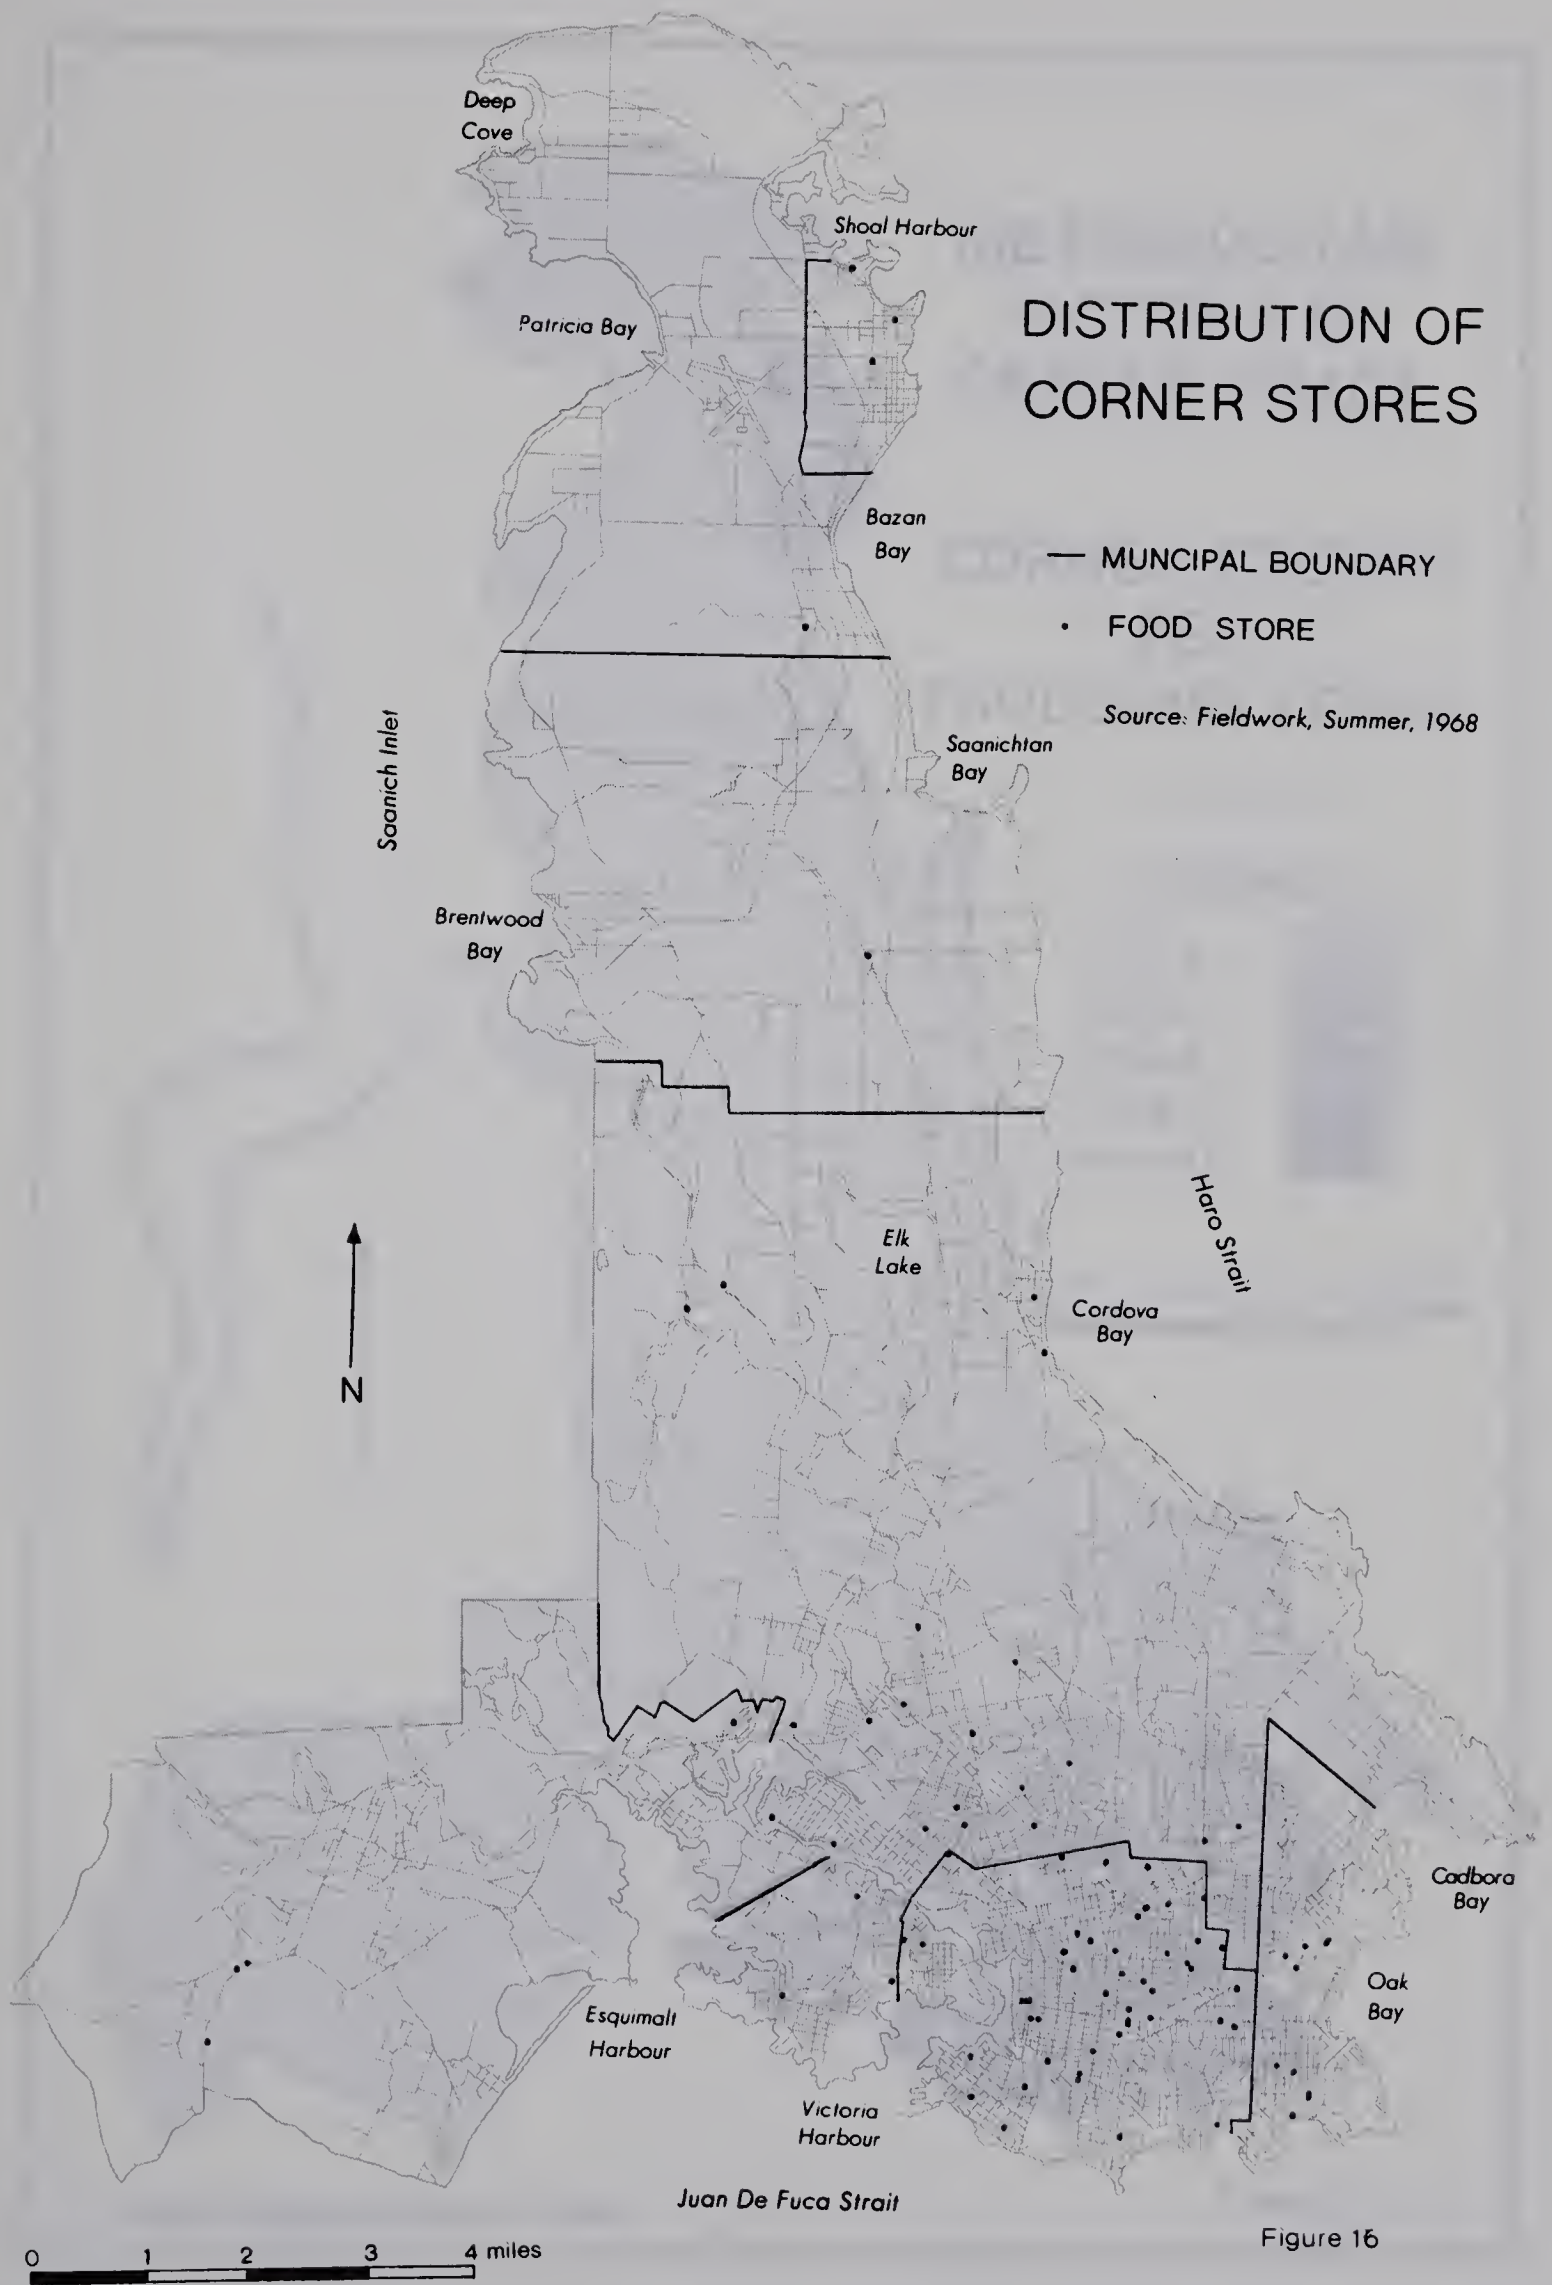 Deep
Cove
Shoal Harbour
Patricia Bay
DISTRIBUTION OF
CORNER STORES
Bazan
Bay
MUNCIPAL BOUNDARY
FOOD STORE
Source: Fieldwork, Summer, 1968
Saanich Inlet
Saanichtan
Bay
Brentwood
Bay
Haro Strait
Elk
Lake
Cordova
Bay
N
Cadbora
Bay
Oak
Bay
Esquimalt
Harbour
Victoria
Harbour
Juan De Fuca Strait
Figure 16
0 1 2 3 4 miles